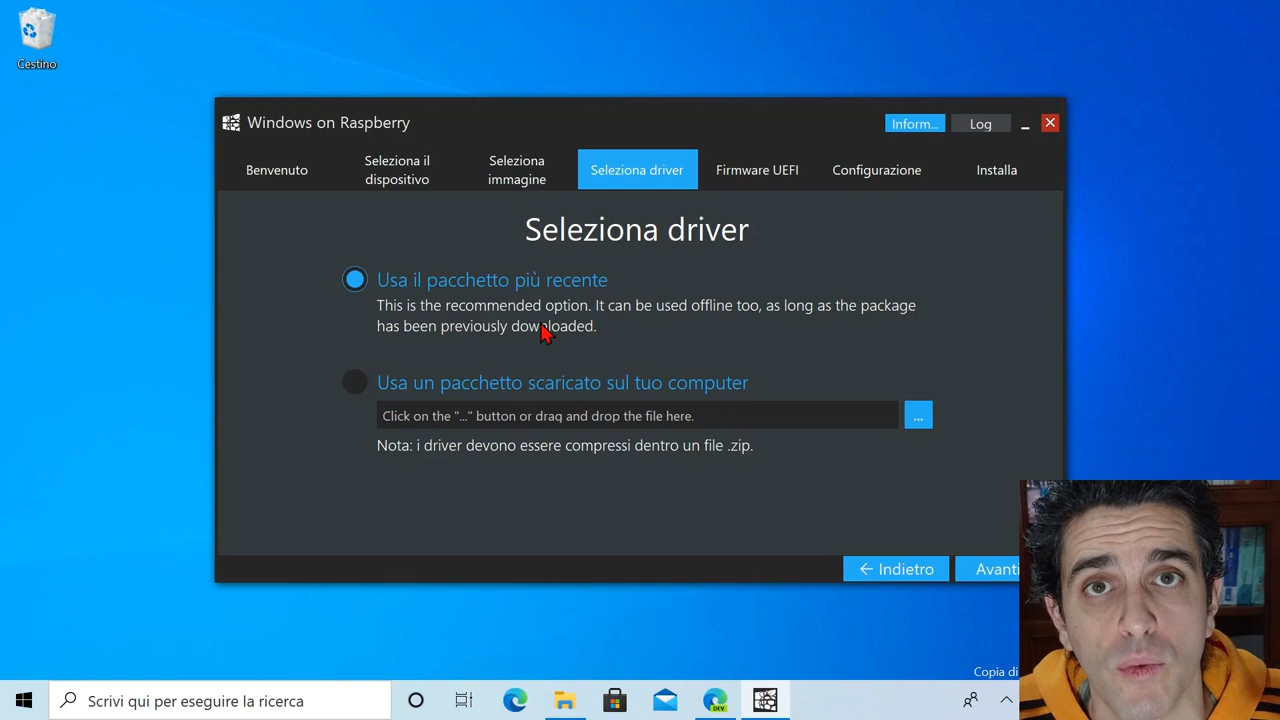 Cestino
Windows on Raspberry
Inform...
Log
Benvenuto
Seleziona il
dispositivo
Seleziona
immagine
Seleziona driver
Firmware UEFI
Configurazione
Installa
Seleziona driver
Usa il pacchetto più recente
This is the recommended option. It can be used offline too, as long as the package
has been previously downloaded.
Usa un pacchetto scaricato sul tuo computer
Click on the "..." button or drag and drop the file here.
...
Nota: i driver devono essere compressi dentro un file .zip.
← Indietro
Avanti
Copia di
Scrivi qui per eseguire la ricerca
DEV